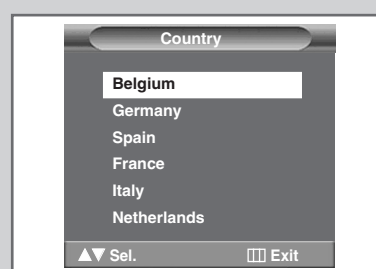 Country
Belgium
Germany
Spain
France
Italy
Netherlands
▲▼ Sel. Exit